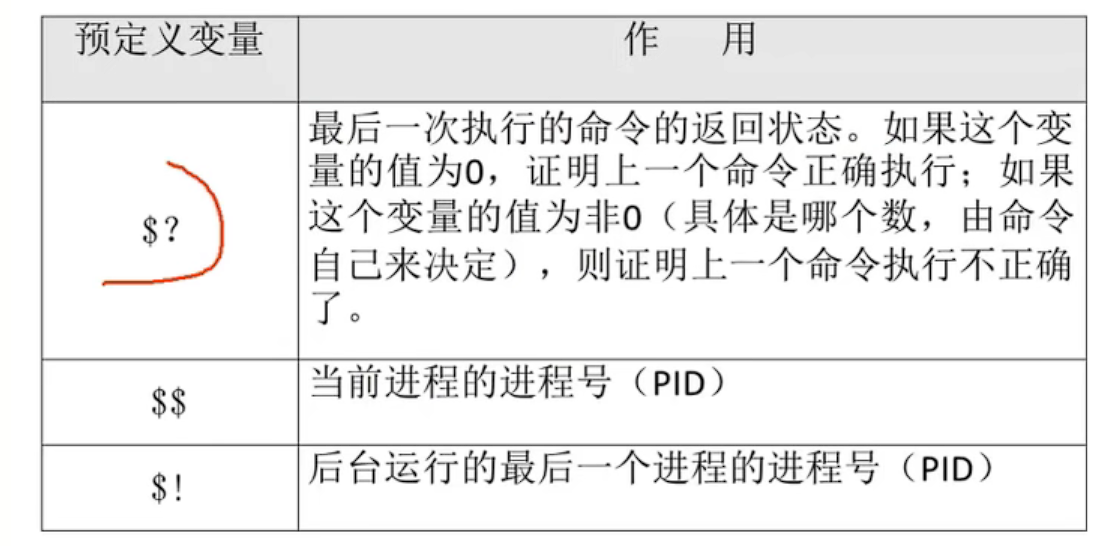 预定义变量
作 用
$?
最后一次执行的命令的返回状态。如果这个变
量的值为0，证明上一个命令正确执行；如果
这个变量的值为非0（具体是哪个数，由命令
自己来决定），则证明上一个命令执行不正确
了。
$$
当前进程的进程号（PID）
$!
后台运行的最后一个进程的进程号（PID）